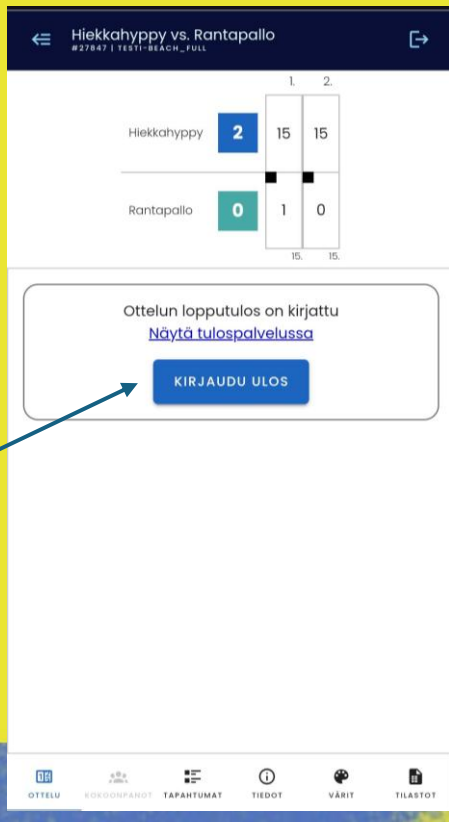 Hiekkahyppy vs. Rantapallo
#27847 | TESTI-BEACH_FULL
1. 2.
Hiekkahyppy 2 15 15
Rantapallo 0 1 0
15. 15.
Ottelun lopputulos on kirjattu
Näytä tulospalvelussa
KIRJAUDU ULOS
OTTELU KOKOONPANOT TAPAHTUMAT TIEDOT VÄRIT TILASTOT